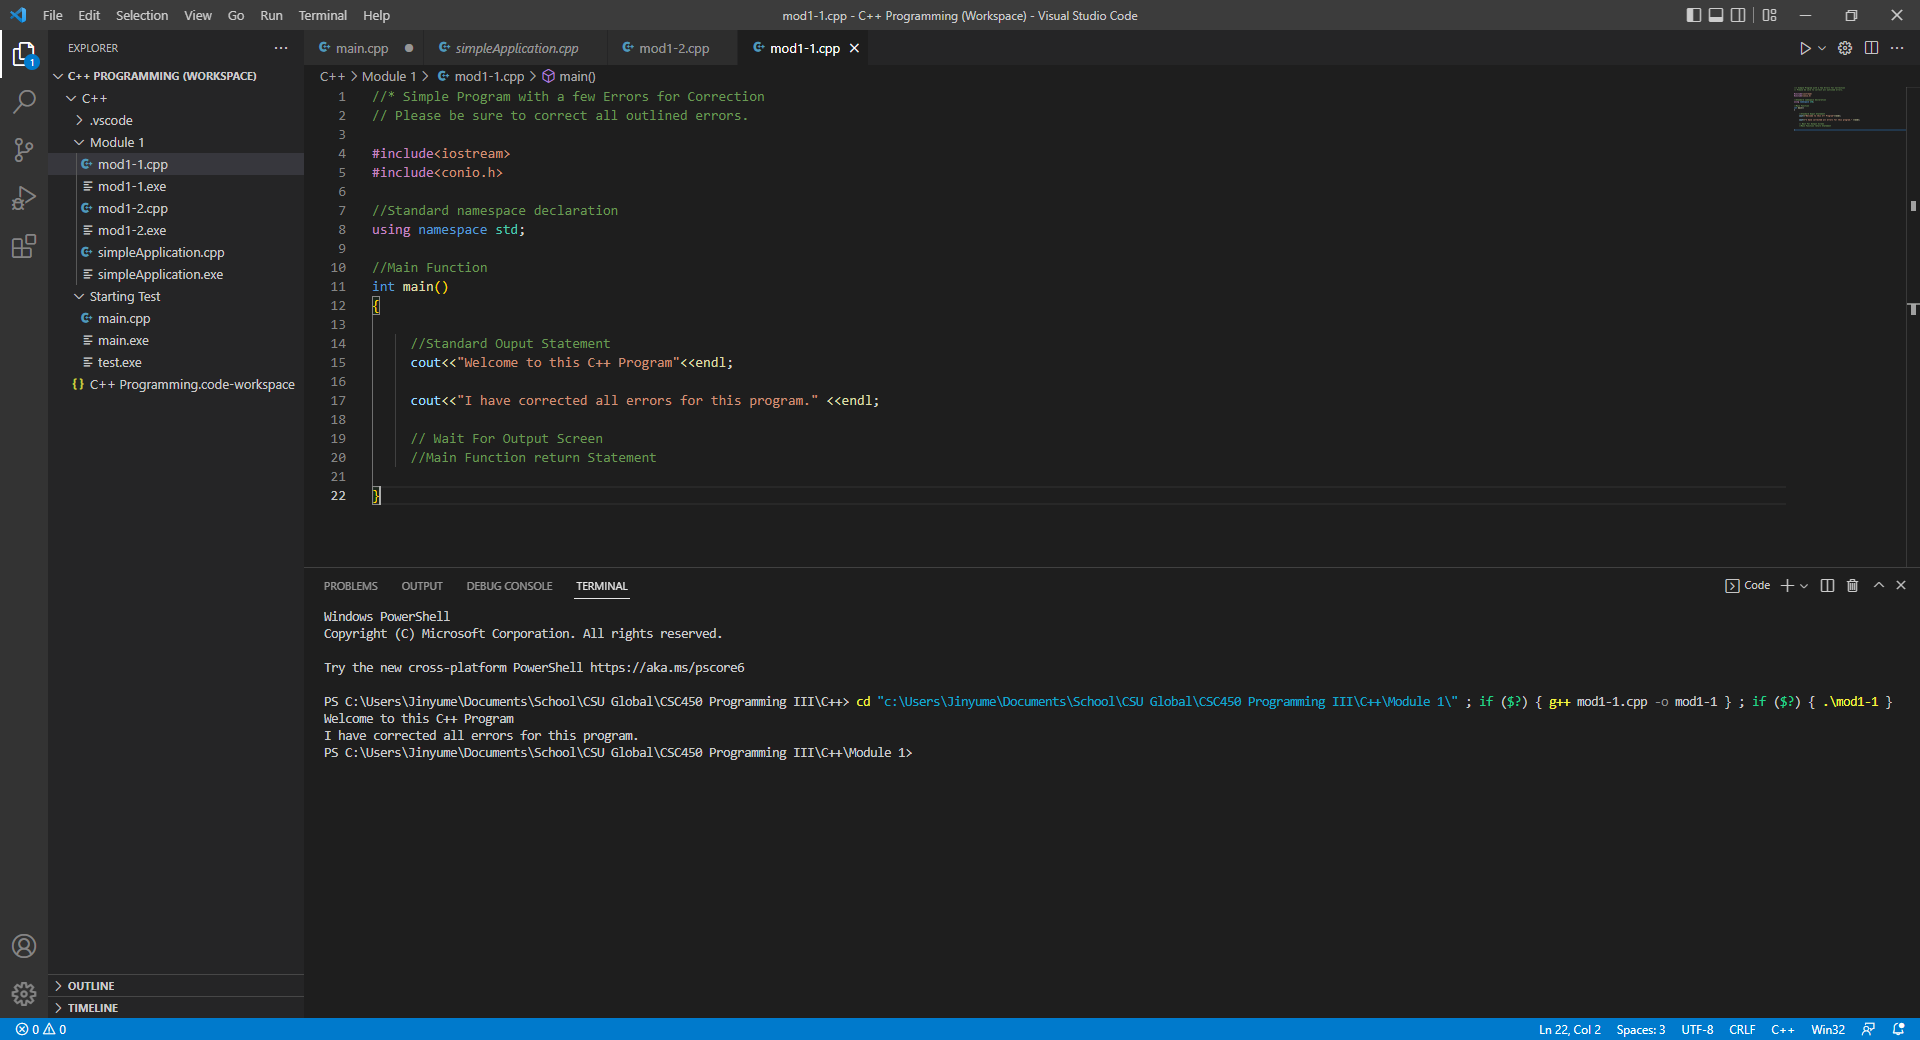 File Edit Selection View Go Run Terminal Help
mod1-1.cpp - C++ Programming (Workspace) - Visual Studio Code
EXPLORER
C++ PROGRAMMING (WORKSPACE)
C++
.vscode
Module 1
mod1-1.cpp
mod1-1.exe
mod1-2.cpp
mod1-2.exe
simpleApplication.cpp
simpleApplication.exe
Starting Test
main.cpp
main.exe
test.exe
{} C++ Programming.code-workspace
OUTLINE
TIMELINE
1
main.cpp simpleApplication.cpp mod1-2.cpp mod1-1.cpp
C++ > Module 1 > mod1-1.cpp > main()
1 //* Simple Program with a few Errors for Correction
2 // Please be sure to correct all outlined errors.
3
4 #include<iostream>
5 #include<conio.h>
6
7 //Standard namespace declaration
8 using namespace std;
9
10 //Main Function
11 int main()
12 {
13
14 //Standard Ouput Statement
15 cout<<"Welcome to this C++ Program"<<endl;
16
17 cout<<"I have corrected all errors for this program." <<endl;
18
19 // Wait For Output Screen
20 //Main Function return Statement
21
22 }
PROBLEMS OUTPUT DEBUG CONSOLE TERMINAL
Code
Windows PowerShell
Copyright (C) Microsoft Corporation. All rights reserved.
Try the new cross-platform PowerShell https://aka.ms/pscore6
PS C:\Users\Jinyume\Documents\School\CSU Global\CSC450 Programming III\C++> cd "c:\Users\Jinyume\Documents\School\CSU Global\CSC450 Programming III\C++\Module 1\" ; if ($?) { g++ mod1-1.cpp -o mod1-1 } ; if ($?) { .\mod1-1 }
Welcome to this C++ Program
I have corrected all errors for this program.
PS C:\Users\Jinyume\Documents\School\CSU Global\CSC450 Programming III\C++\Module 1>
0 0
Ln 22, Col 2 Spaces: 3 UTF-8 CRLF C++ Win32